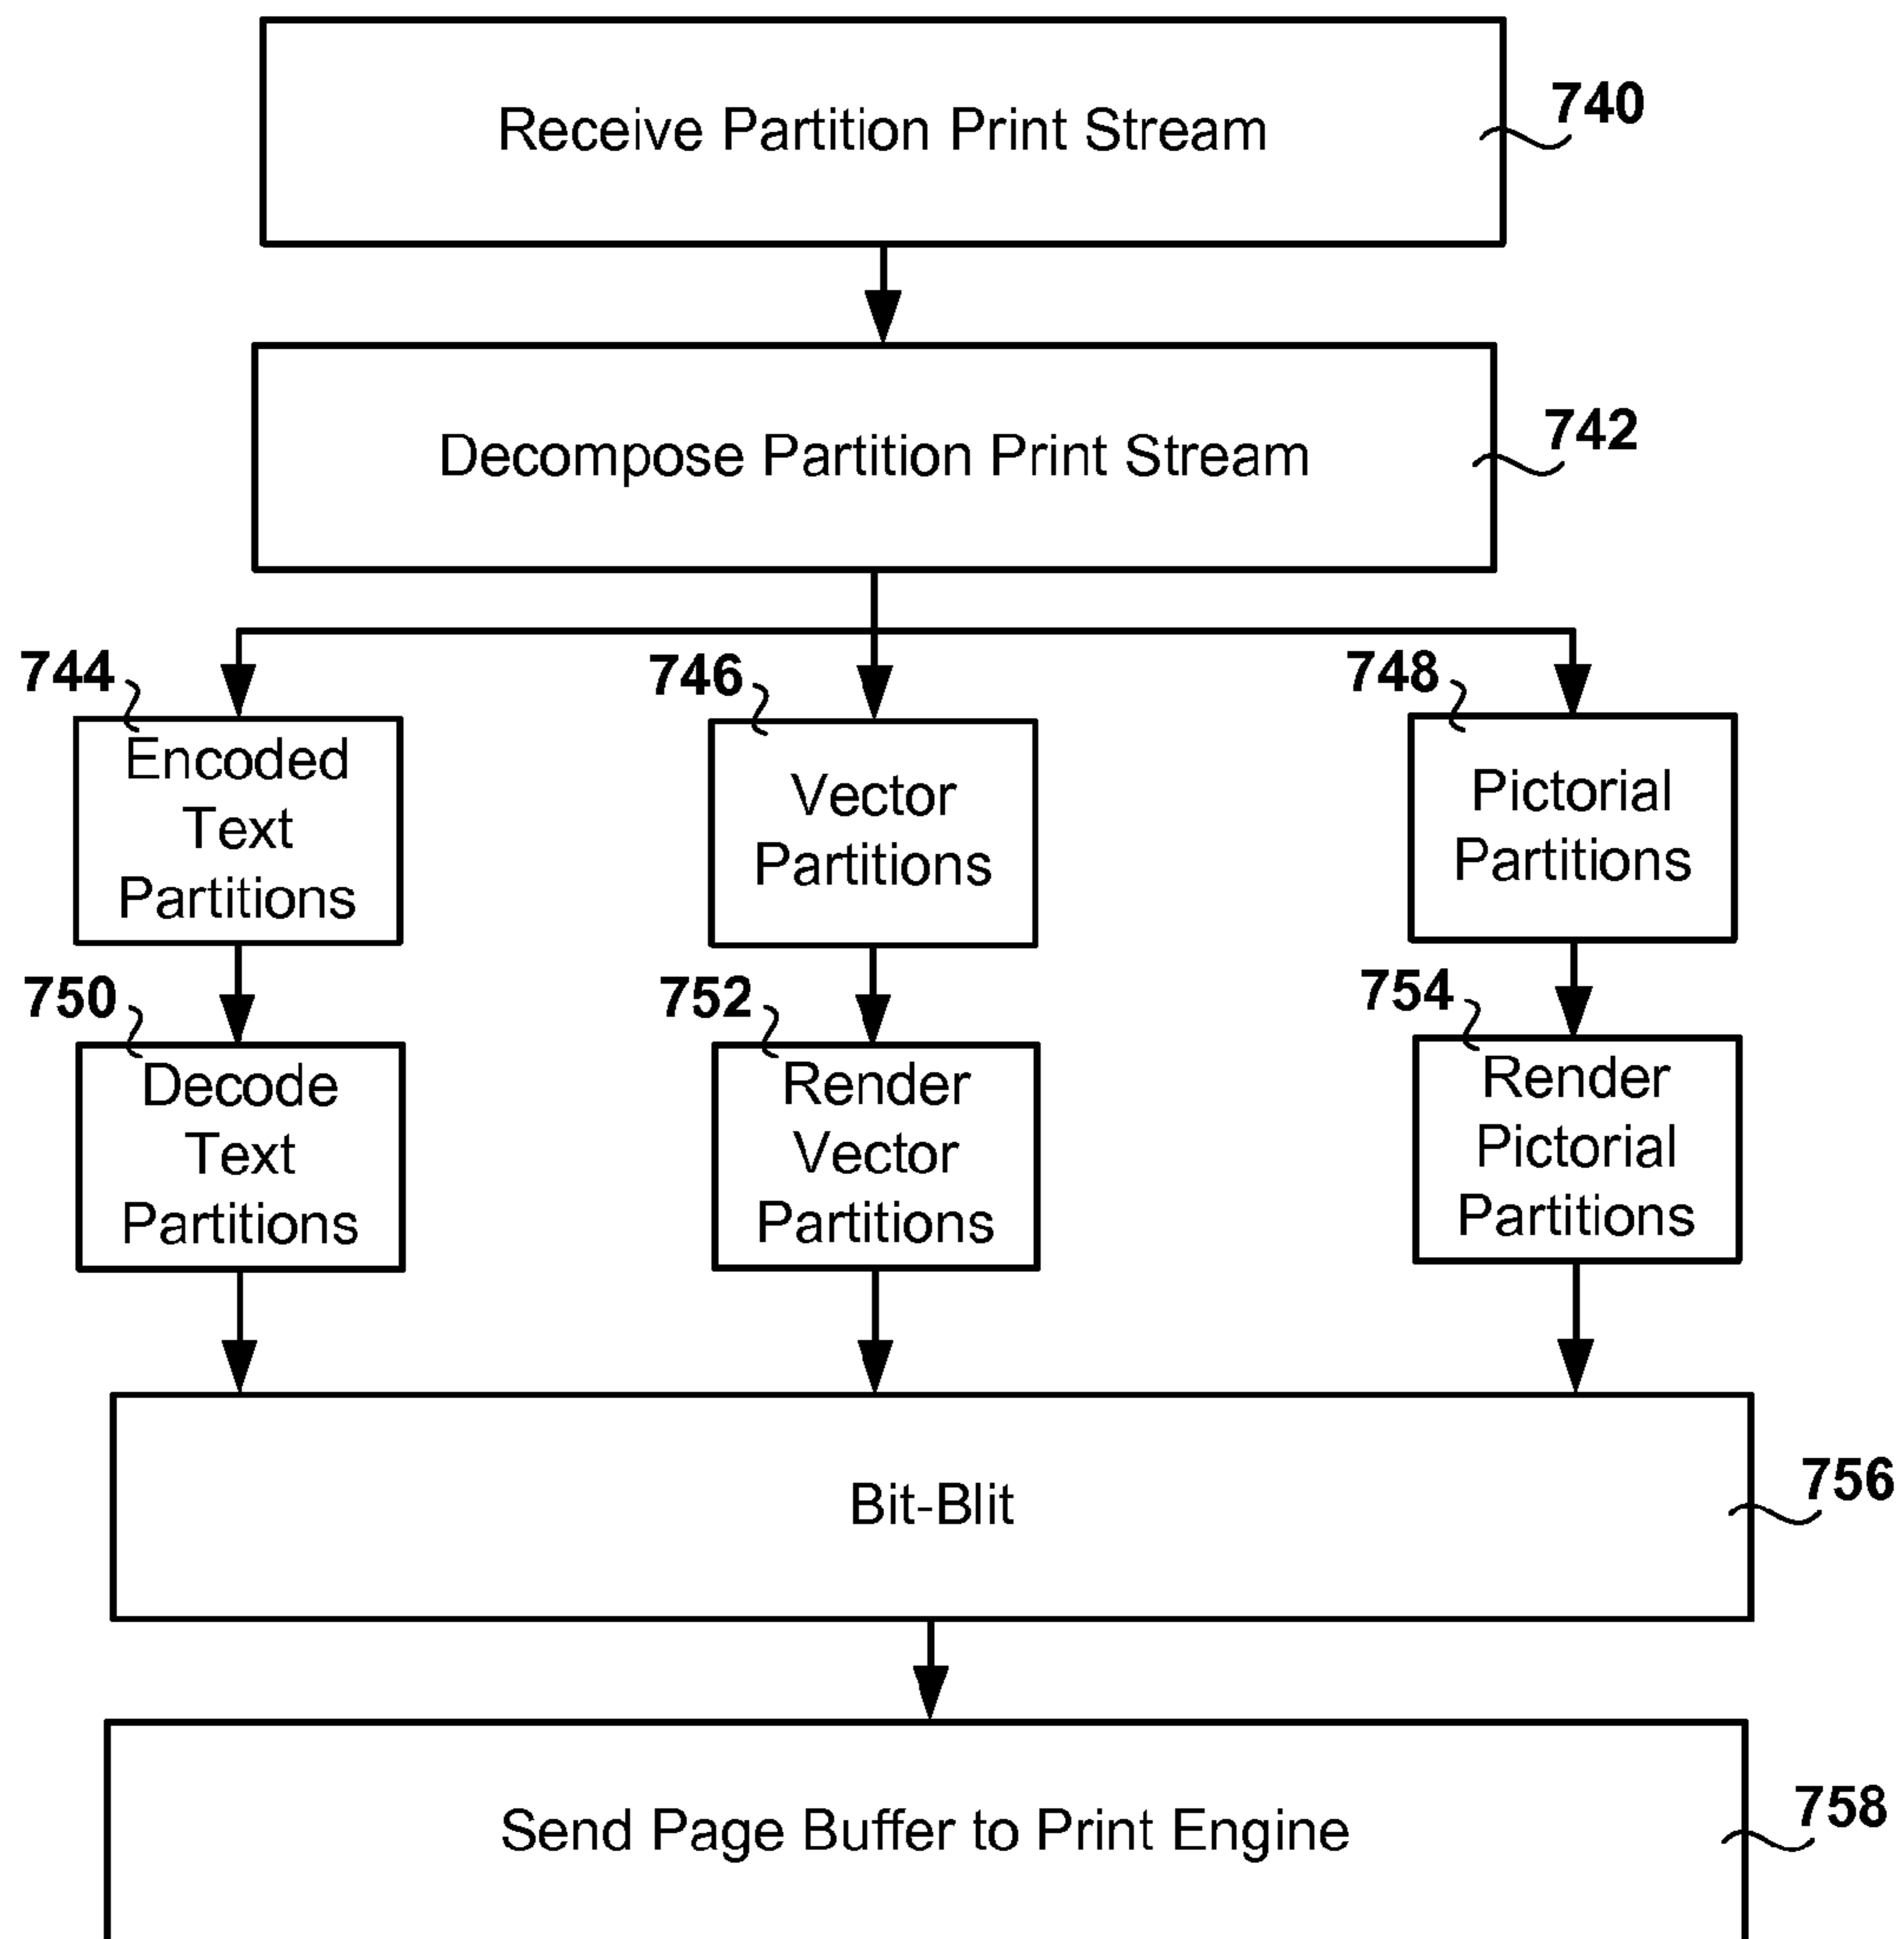 Receive Partition Print Stream
740
Decompose Partition Print Stream
742
744
746
748
Encoded
Text
Partitions
Vector
Partitions
Pictorial
Partitions
750
752
754
Decode
Text
Partitions
Render
Vector
Partitions
Render
Pictorial
Partitions
Bit-Blit
756
Send Page Buffer to Print Engine
758